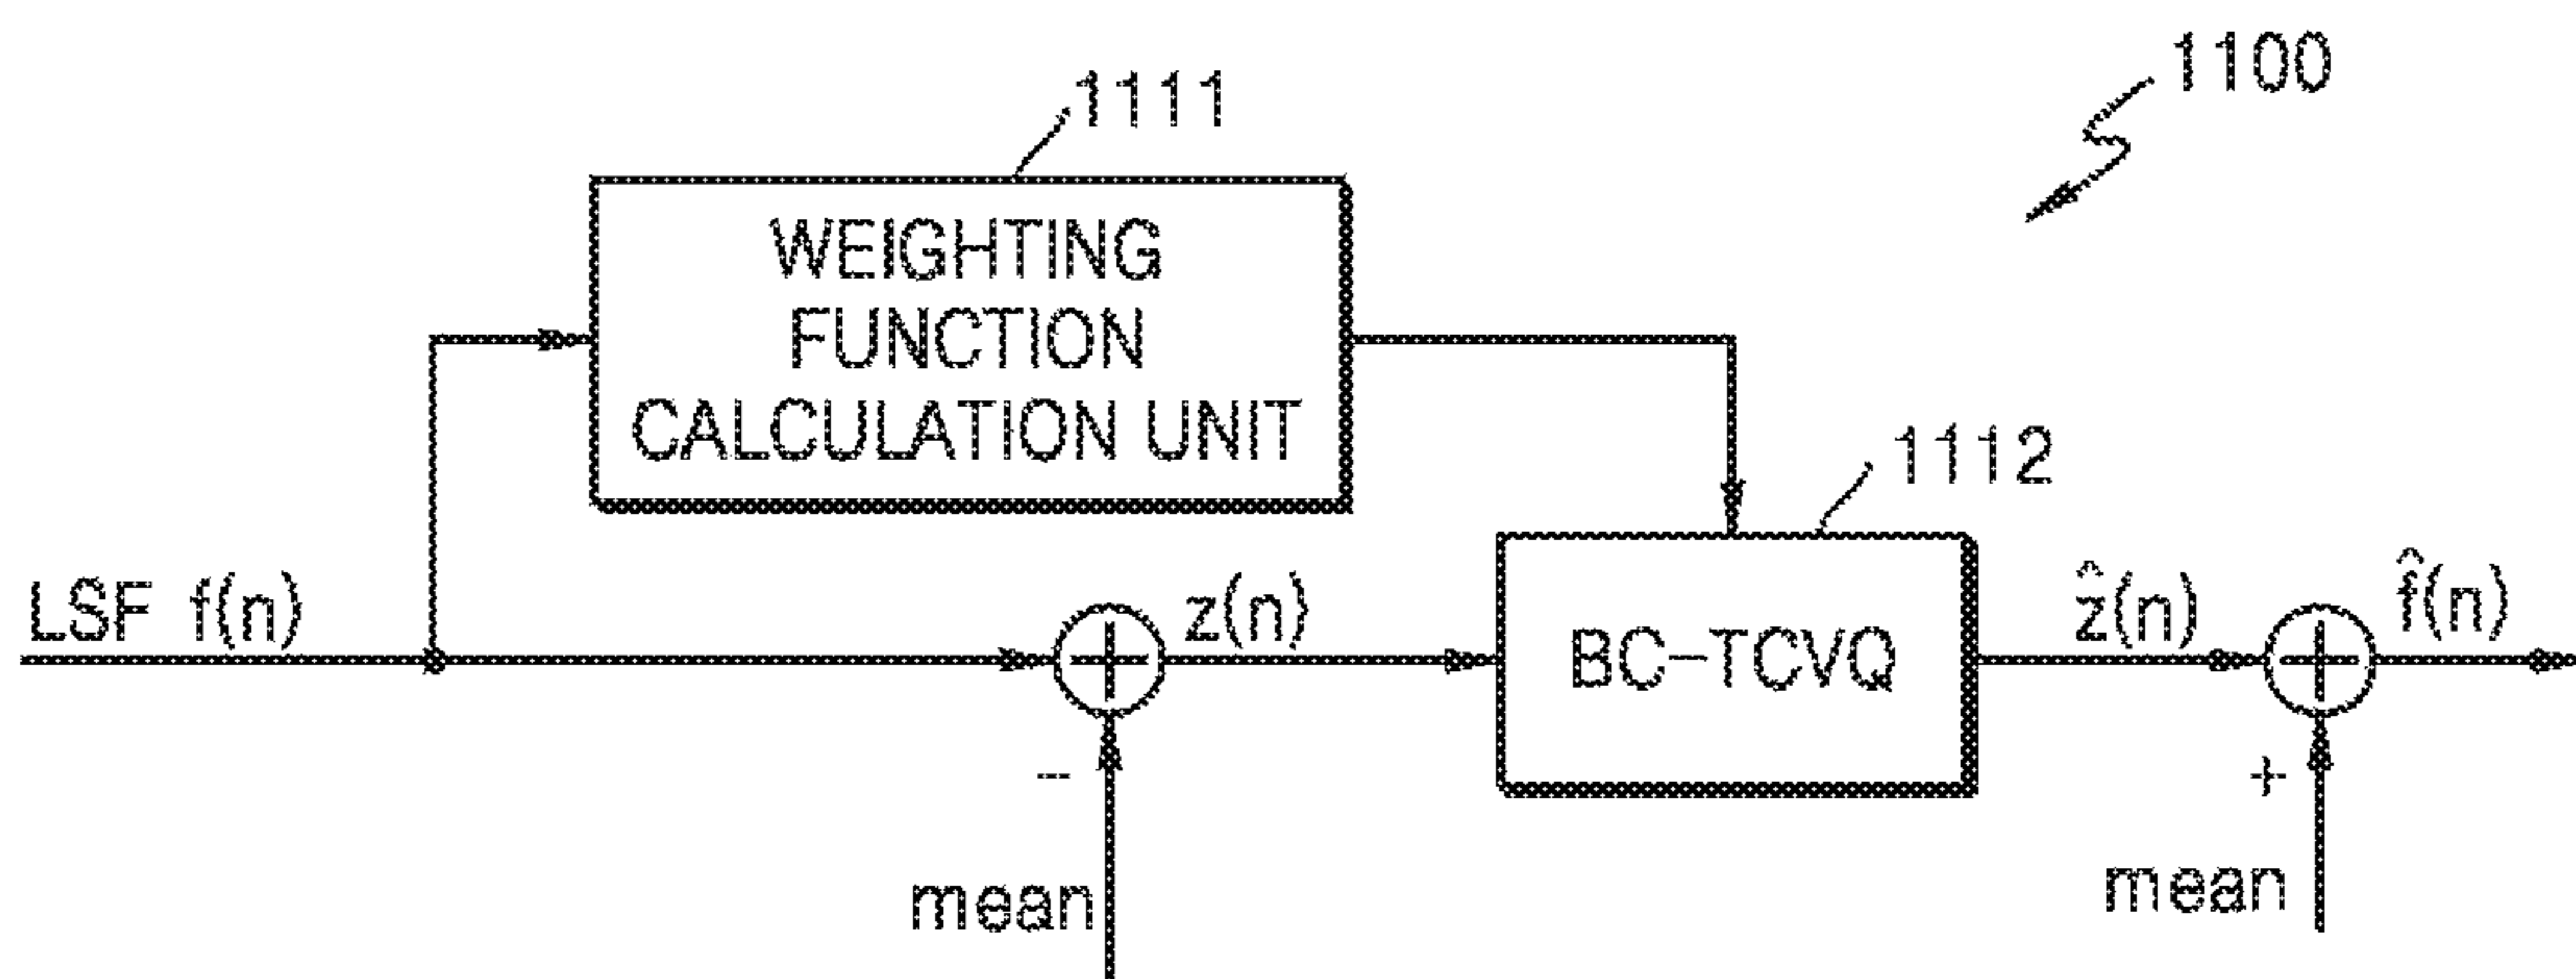 1100
1111
WEIGHTING
FUNCTION
CALCULATION UNIT
1112
LSF f(n)
z(n)
BC-TCVQ
ẑ(n)
f̂(n)
-
+
mean
mean